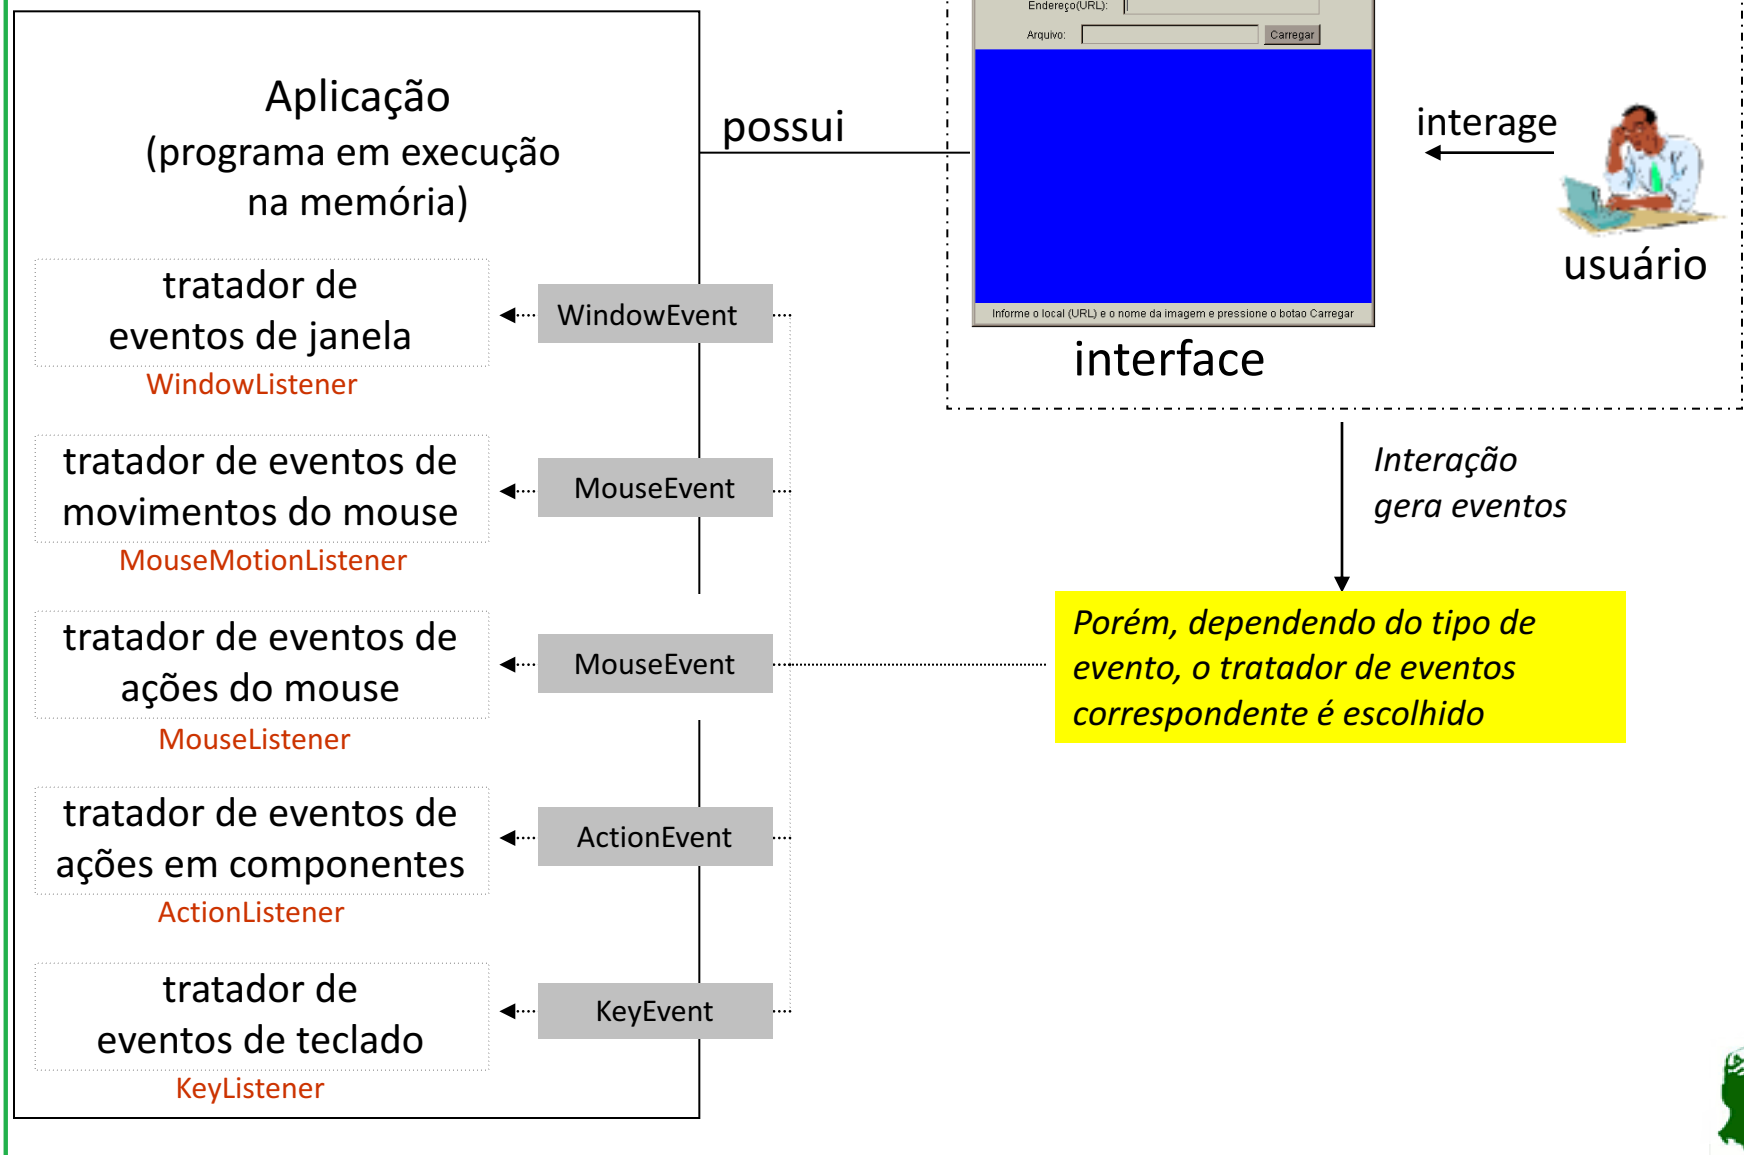 Endereço(URL):
Arquivo:
Carregar
Aplicação
(programa em execução
na memória)
possui
interage
usuário
Informe o local (URL) e o nome da imagem e pressione o botao Carregar
interface
tratador de
eventos de janela
WindowListener
WindowEvent
tratador de eventos de
movimentos do mouse
MouseMotionListener
MouseEvent
Interação
gera eventos
tratador de eventos de
ações do mouse
MouseListener
MouseEvent
Porém, dependendo do tipo de
evento, o tratador de eventos
correspondente é escolhido
tratador de eventos de
ações em componentes
ActionListener
ActionEvent
tratador de
eventos de teclado
KeyListener
KeyEvent